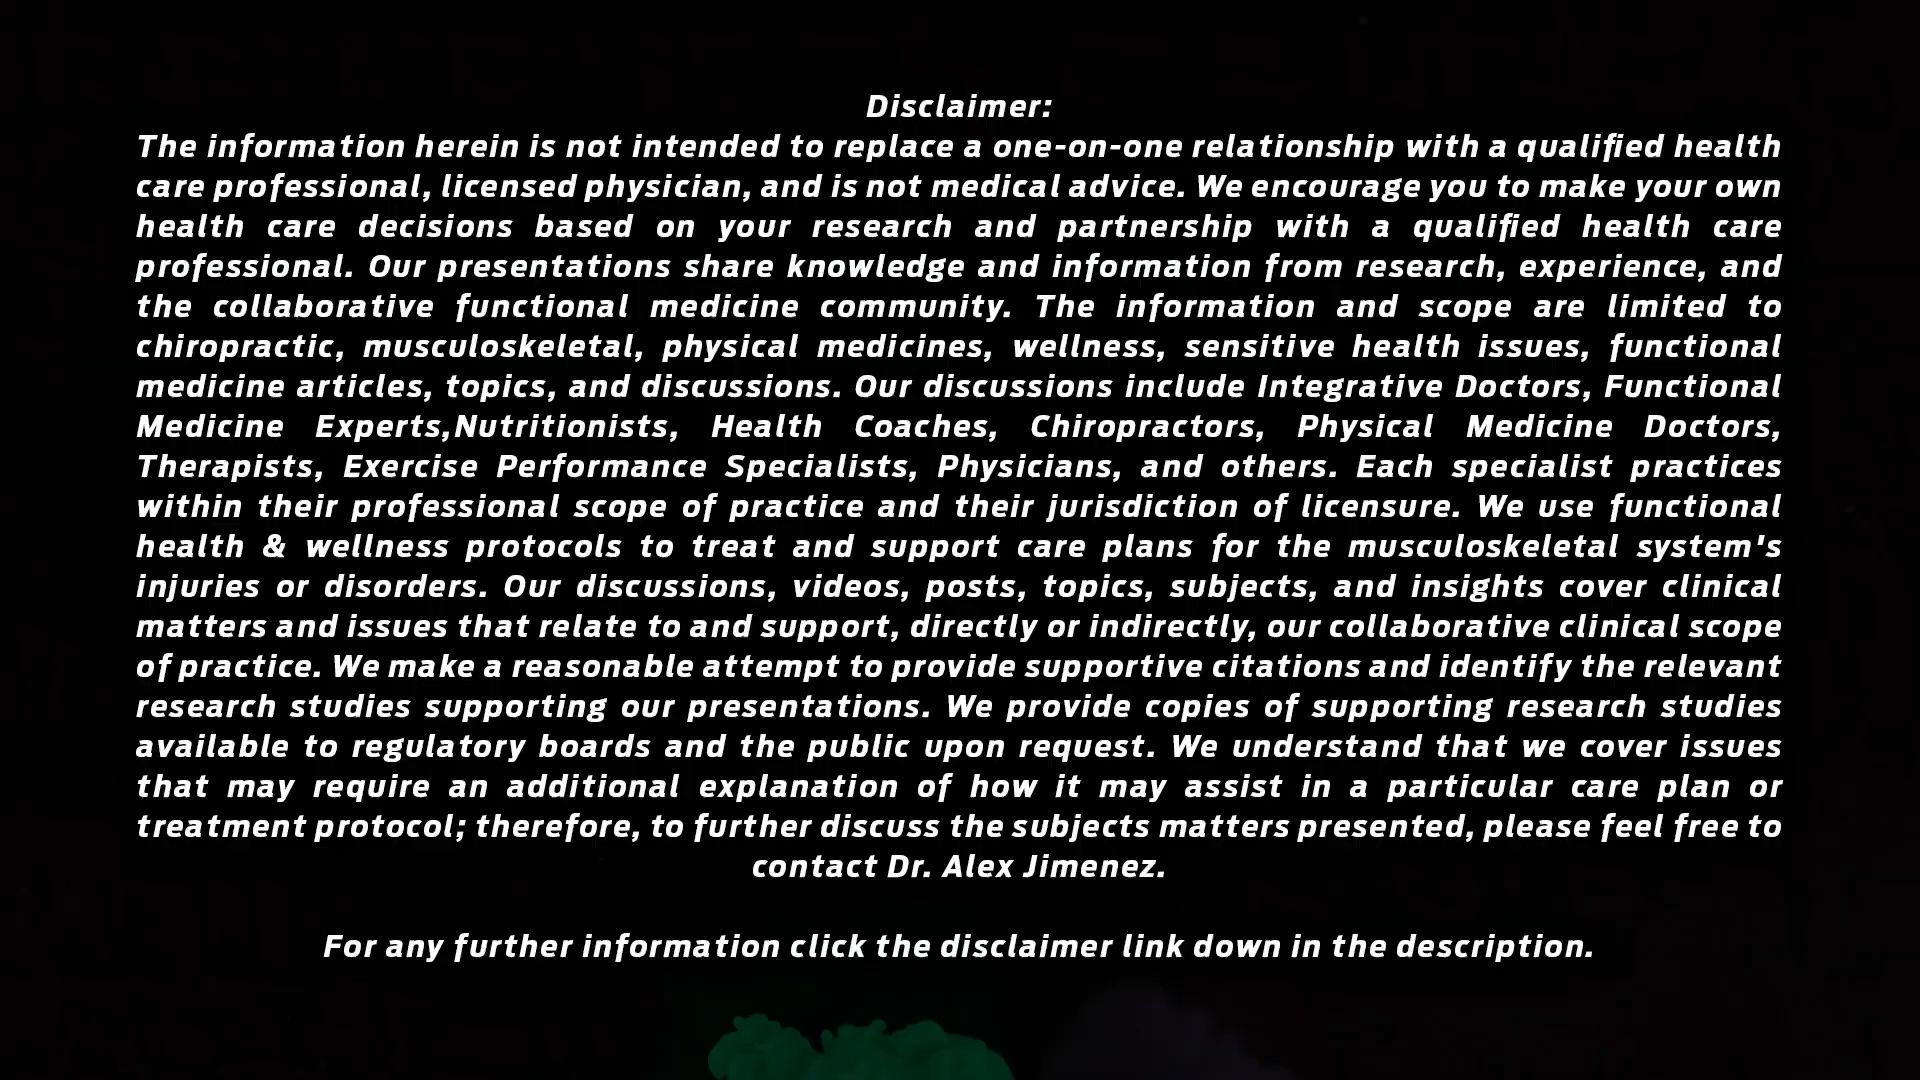 Disclaimer:
The information herein is not intended to replace a one-on-one relationship with a qualified health
care professional, licensed physician, and is not medical advice. We encourage you to make your own
health care decisions based on your research and partnership with a qualified health care
professional. Our presentations share knowledge and information from research, experience, and
the collaborative functional medicine community. The information and scope are limited to
chiropractic, musculoskeletal, physical medicines, wellness, sensitive health issues, functional
medicine articles, topics, and discussions. Our discussions include Integrative Doctors, Functional
Medicine Experts,Nutritionists, Health Coaches, Chiropractors, Physical Medicine Doctors,
Therapists, Exercise Performance Specialists, Physicians, and others. Each specialist practices
within their professional scope of practice and their jurisdiction of licensure. We use functional
health & wellness protocols to treat and support care plans for the musculoskeletal system's
injuries or disorders. Our discussions, videos, posts, topics, subjects, and insights cover clinical
matters and issues that relate to and support, directly or indirectly, our collaborative clinical scope
of practice. We make a reasonable attempt to provide supportive citations and identify the relevant
research studies supporting our presentations. We provide copies of supporting research studies
available to regulatory boards and the public upon request. We understand that we cover issues
that may require an additional explanation of how it may assist in a particular care plan or
treatment protocol; therefore, to further discuss the subjects matters presented, please feel free to
contact Dr. Alex Jimenez.
For any further information click the disclaimer link down in the description.